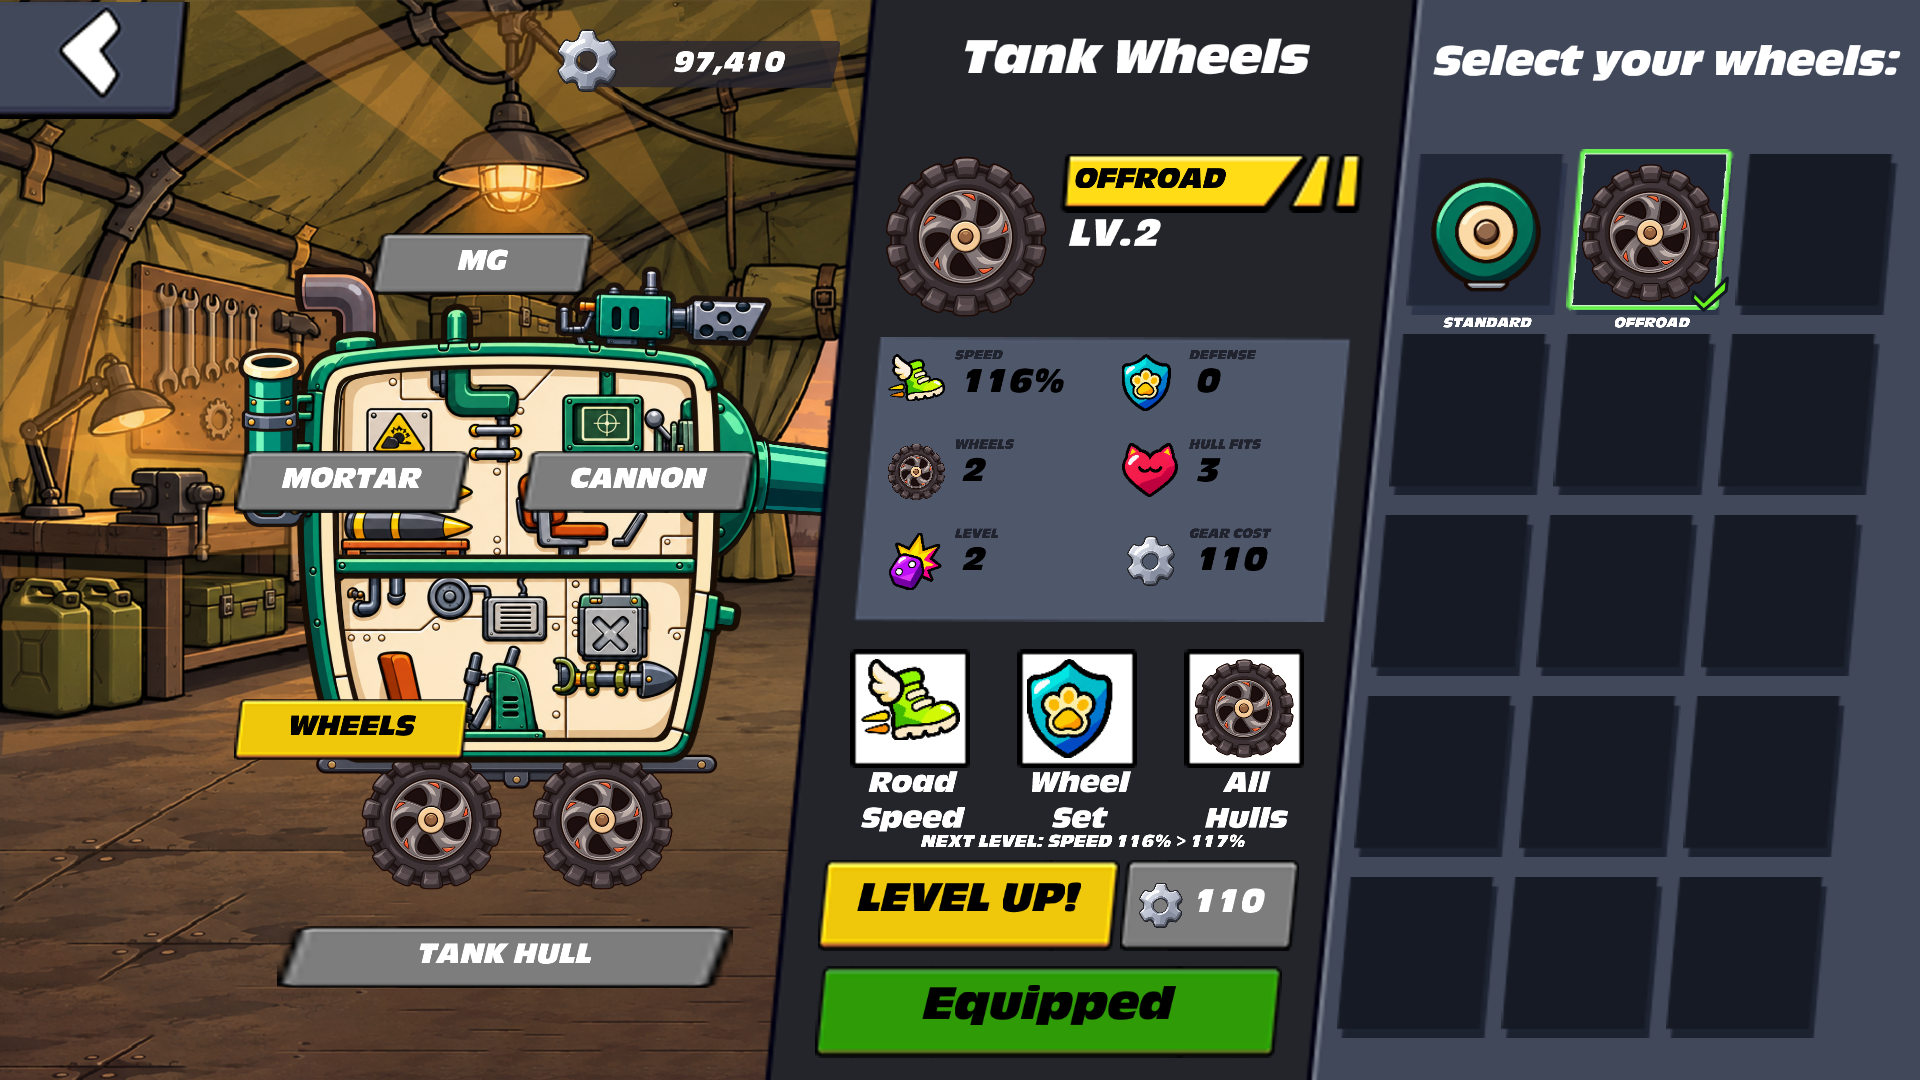 97,410
Tank Wheels
Select your wheels:
OFFROAD
LV.2
MG
MORTAR
CANNON
WHEELS
TANK HULL
SPEED
116%
DEFENSE
0
WHEELS
2
HULL FITS
3
LEVEL
2
GEAR COST
110
Road
Speed
Wheel
Set
All
Hulls
NEXT LEVEL: SPEED 116% > 117%
LEVEL UP!
110
Equipped
STANDARD
OFFROAD